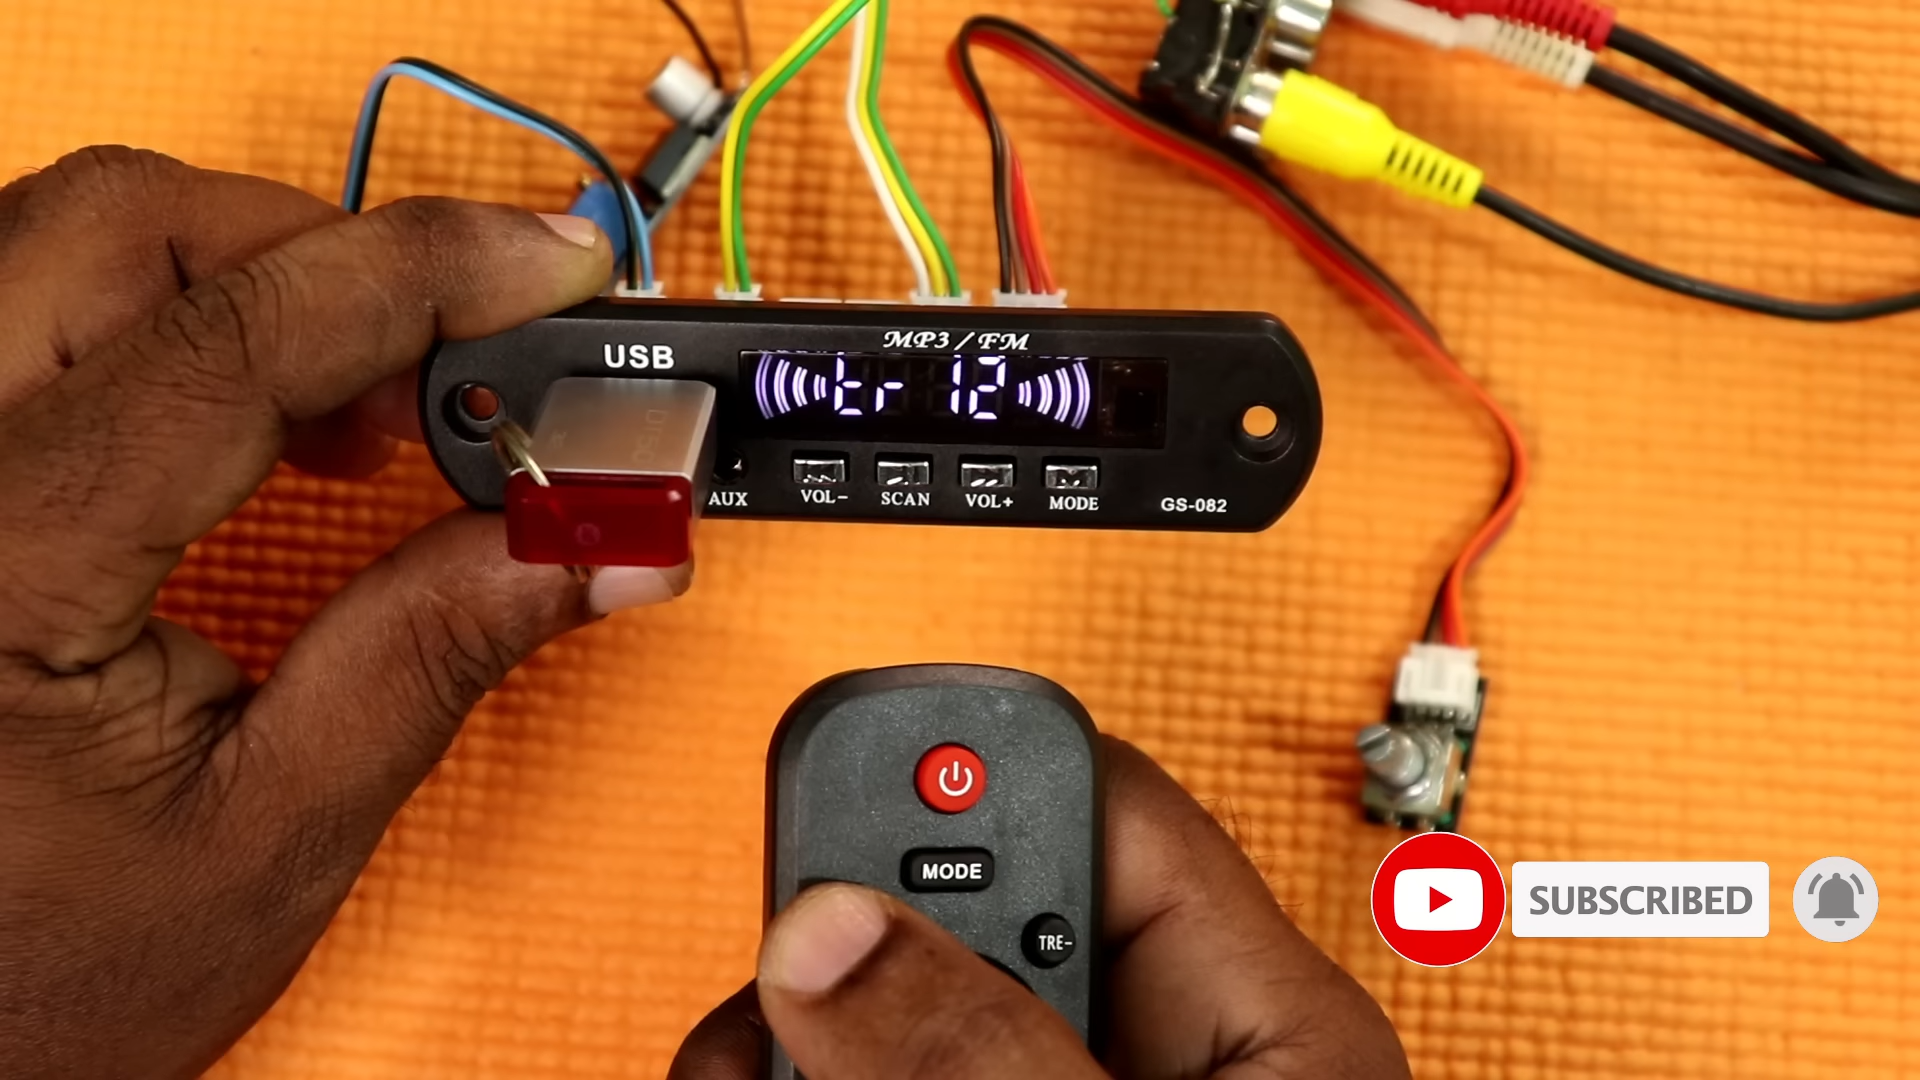 MP3 / FM
USB
tr 12
AUX
VOL-
SCAN
VOL+
MODE
GS-082
MODE
SUBSCRIBED
TRE-